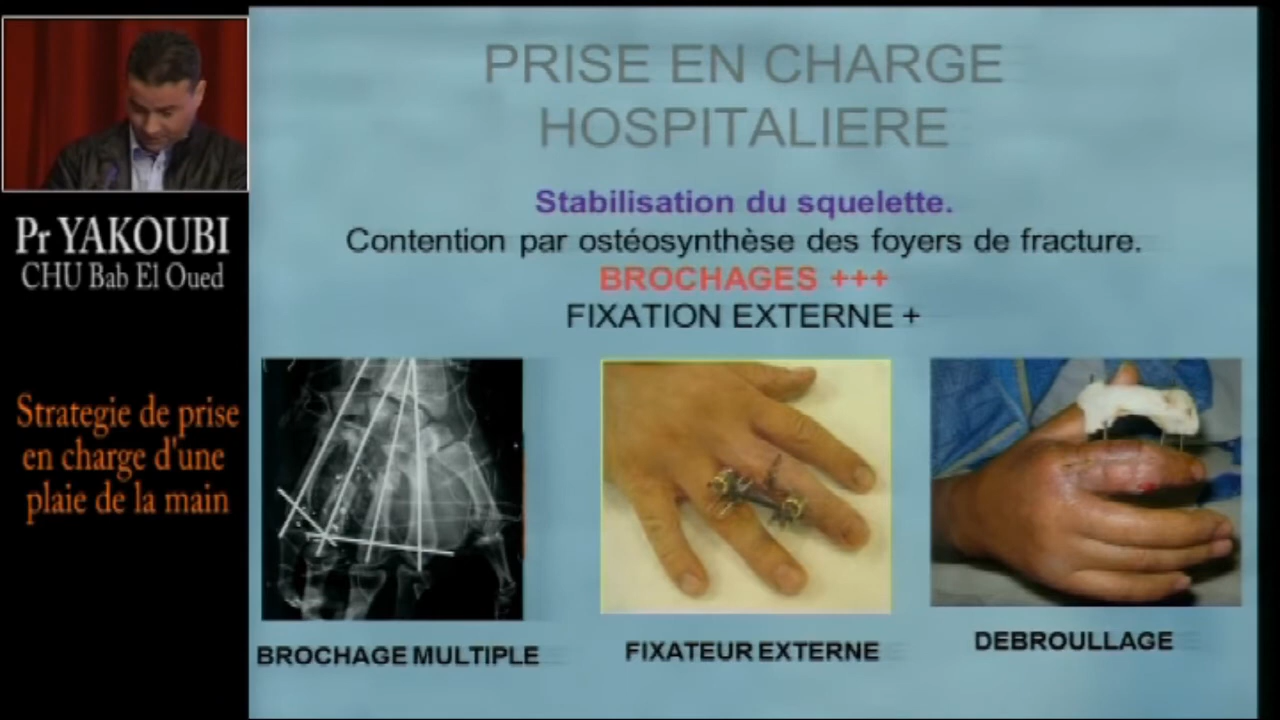 Pr YAKOUBI
CHU Bab El Oued
Strategie de prise
en charge d'une
plaie de la main
PRISE EN CHARGE
HOSPITALIERE
Stabilisation du squelette.
Contention par ostéosynthèse des foyers de fracture.
BROCHAGES +++
FIXATION EXTERNE +
BROCHAGE MULTIPLE
FIXATEUR EXTERNE
DEBROULLAGE